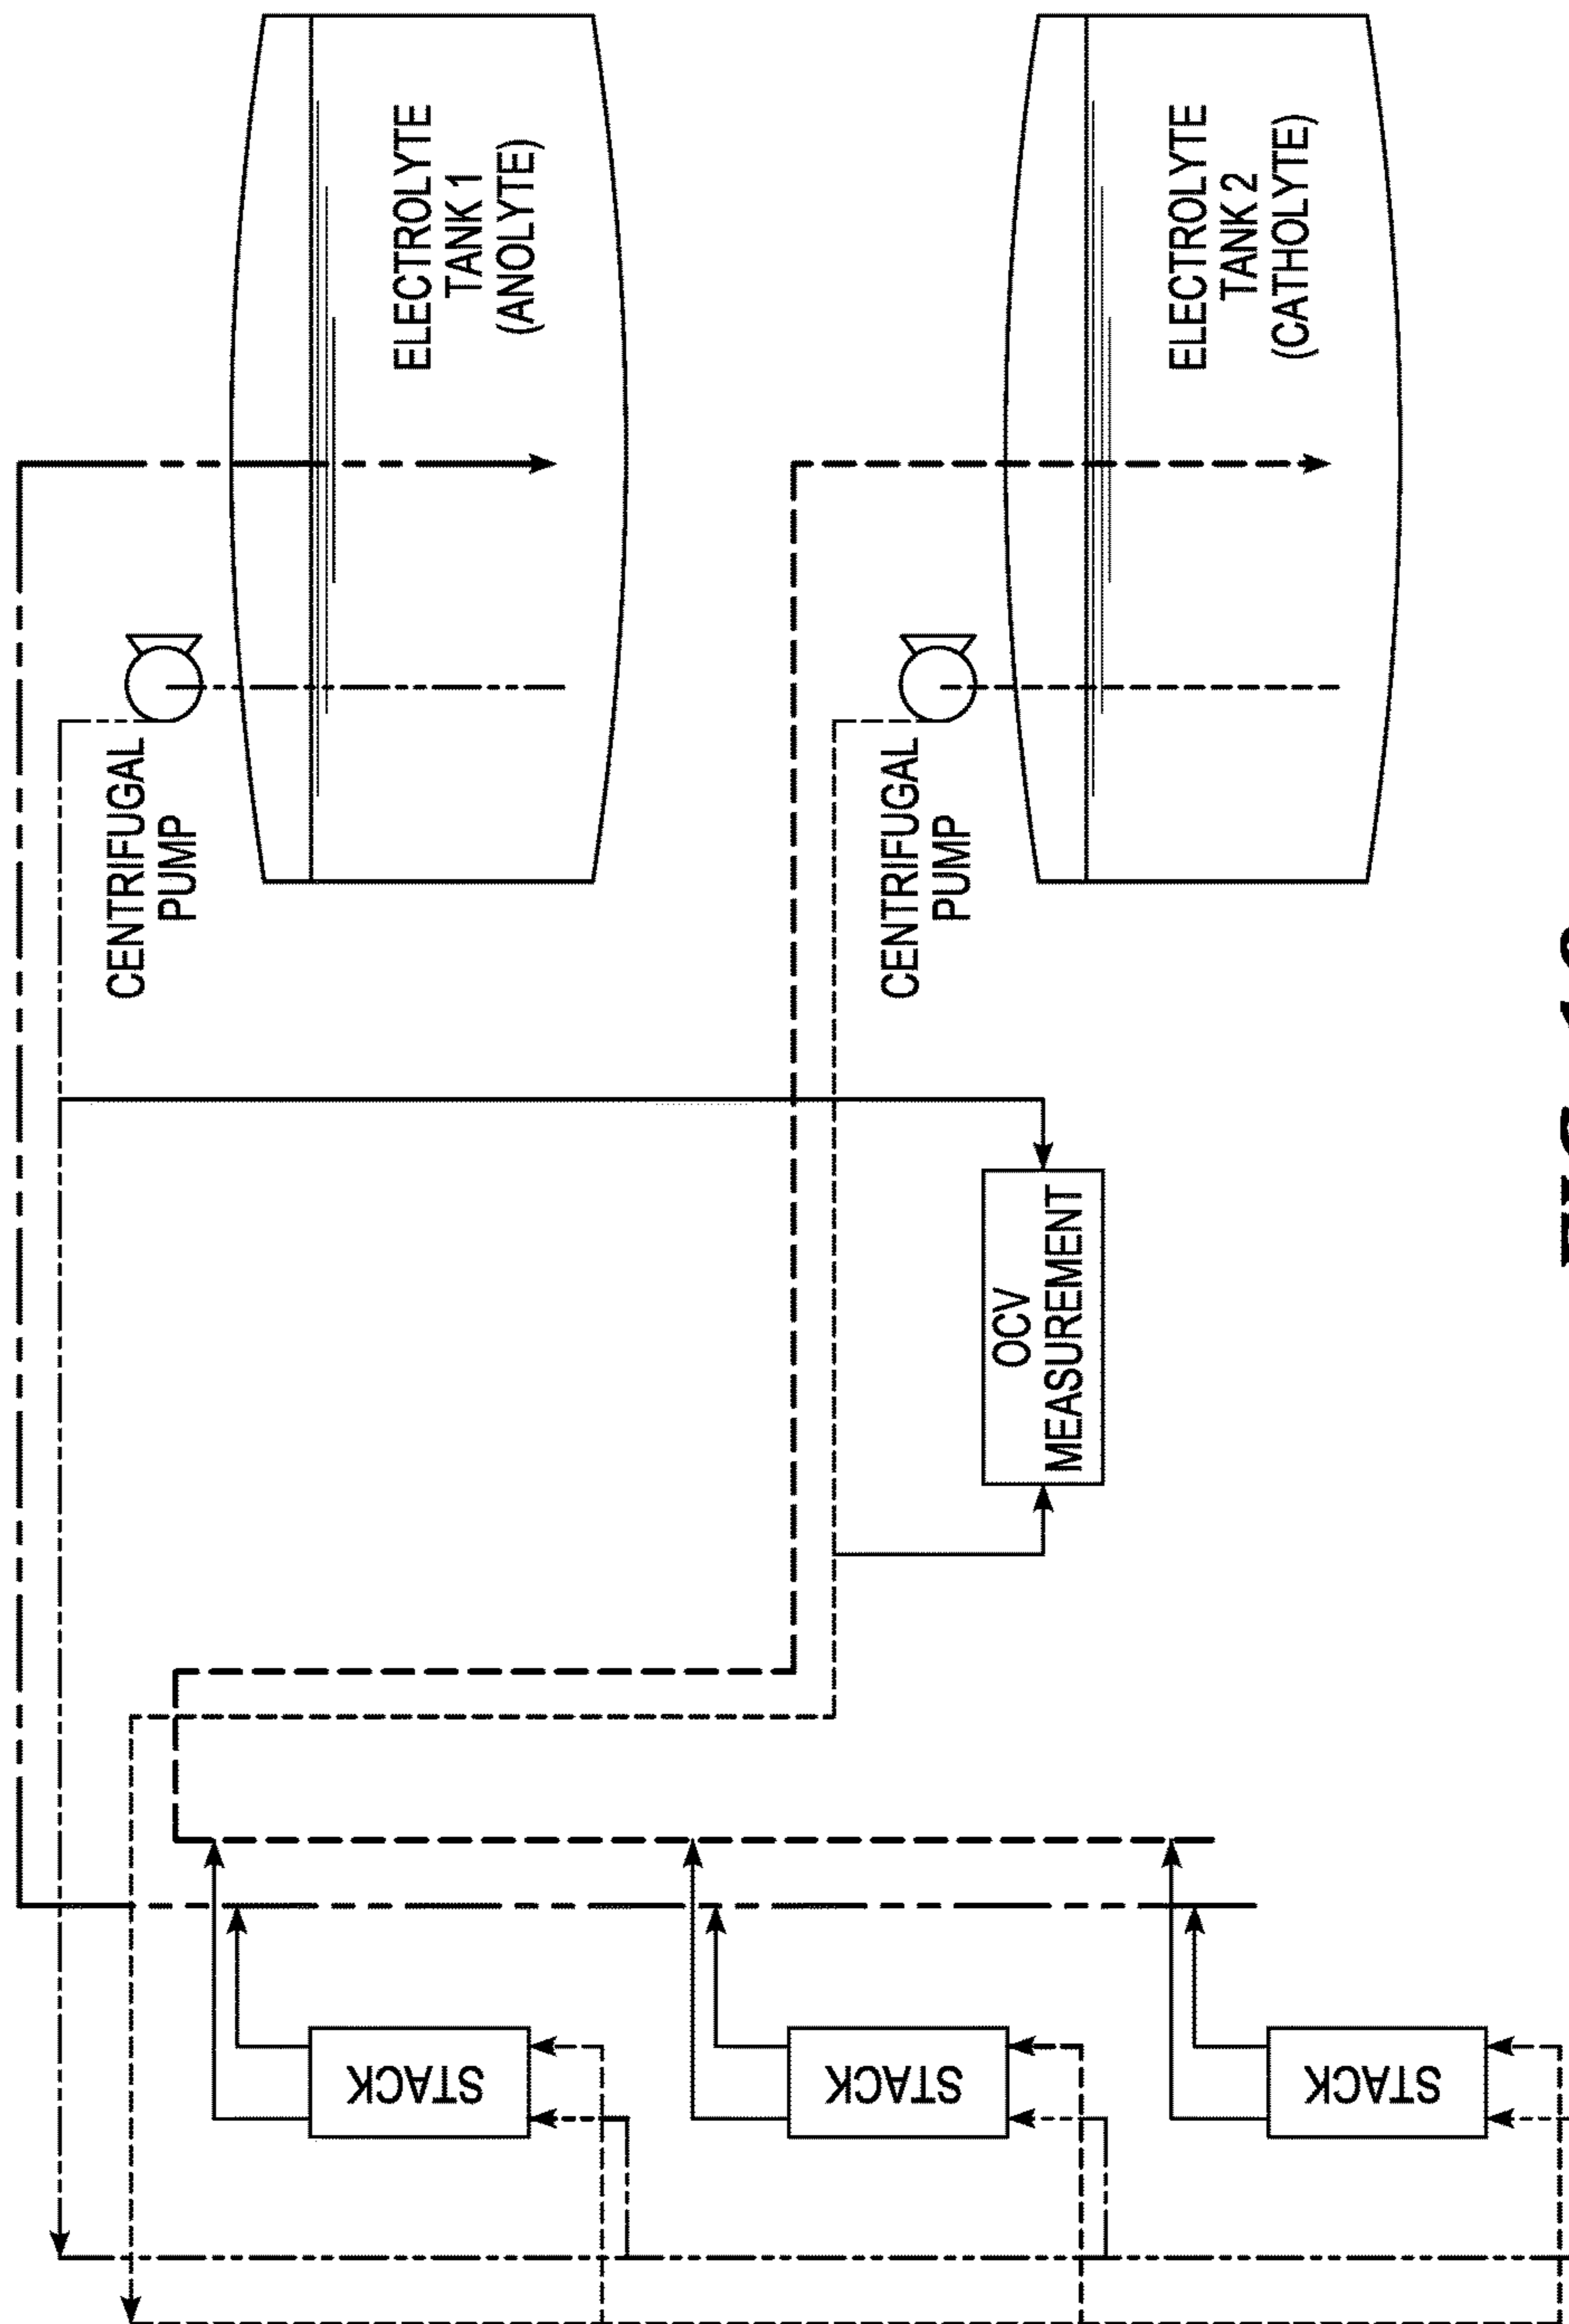 ELECTROLYTE
TANK 1
(ANOLYTE)
CENTRIFUGAL
PUMP
ELECTROLYTE
TANK 2
(CATHOLYTE)
CENTRIFUGAL
PUMP
OCV
MEASUREMENT
STACK
STACK
STACK